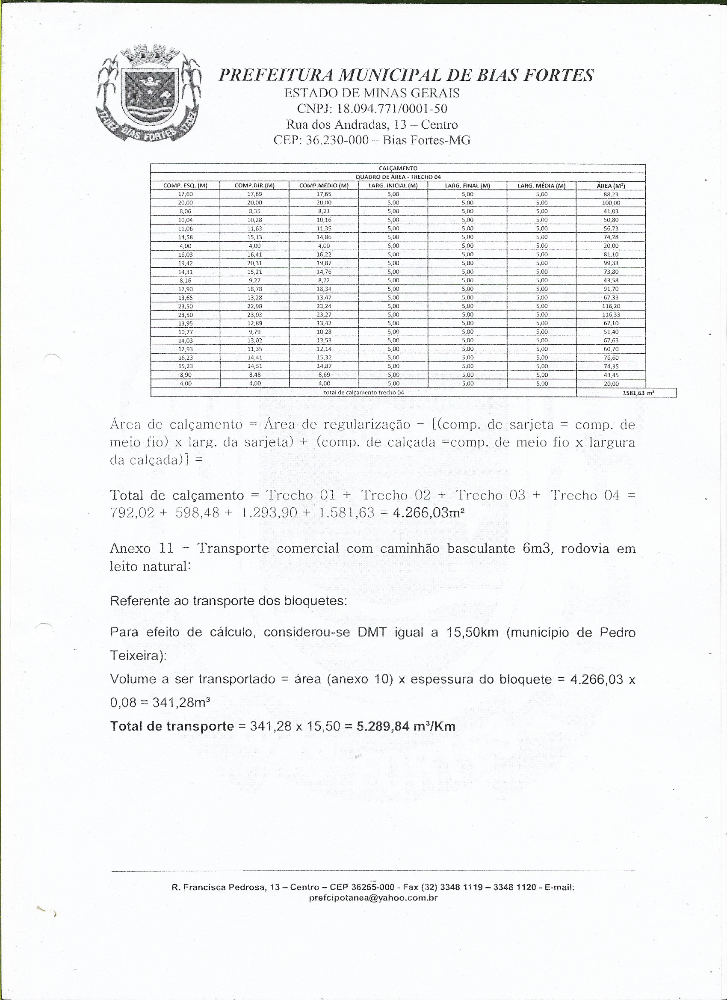 17-DEZ BIAS FORTES 17-DEZ
PREFEITURA MUNICIPAL DE BIAS FORTES
ESTADO DE MINAS GERAIS
CNPJ: 18.094.771/0001-50
Rua dos Andradas, 13 – Centro
CEP: 36.230-000 – Bias Fortes-MG
CALÇAMENTO
QUADRO DE ÁREA - TRECHO 04
COMP. ESQ. (M) COMP.DIR.(M) COMP.MEDIO (M) LARG. INICIAL (M) LARG. FINAL (M) LARG. MÉDIA (M) ÁREA (M²)
17,60 17,69 17,65 5,00 5,00 5,00 88,23
20,00 20,00 20,00 5,00 5,00 5,00 100,00
8,06 8,35 8,21 5,00 5,00 5,00 41,03
10,04 10,28 10,16 5,00 5,00 5,00 50,80
11,06 11,63 11,35 5,00 5,00 5,00 56,73
14,58 15,13 14,86 5,00 5,00 5,00 74,28
4,00 4,00 4,00 5,00 5,00 5,00 20,00
16,03 16,41 16,22 5,00 5,00 5,00 81,10
19,42 20,31 19,87 5,00 5,00 5,00 99,33
14,31 15,21 14,76 5,00 5,00 5,00 73,80
8,16 9,27 8,72 5,00 5,00 5,00 43,58
17,90 18,78 18,34 5,00 5,00 5,00 91,70
13,65 13,28 13,47 5,00 5,00 5,00 67,33
23,50 22,98 23,24 5,00 5,00 5,00 116,20
23,50 23,03 23,27 5,00 5,00 5,00 116,33
13,95 12,89 13,42 5,00 5,00 5,00 67,10
10,77 9,79 10,28 5,00 5,00 5,00 51,40
14,03 13,02 13,53 5,00 5,00 5,00 67,63
12,93 11,35 12,14 5,00 5,00 5,00 60,70
16,23 14,41 15,32 5,00 5,00 5,00 76,60
15,23 14,51 14,87 5,00 5,00 5,00 74,35
8,90 8,48 8,69 5,00 5,00 5,00 43,45
4,00 4,00 4,00 5,00 5,00 5,00 20,00
total de calçamento trecho 04 1581,63 m²
Área de calçamento = Área de regularização – [(comp. de sarjeta = comp. de
meio fio) x larg. da sarjeta) + (comp. de calçada =comp. de meio fio x largura
da calçada)] =
Total de calçamento = Trecho 01 + Trecho 02 + Trecho 03 + Trecho 04 =
792,02 + 598,48 + 1.293,90 + 1.581,63 = 4.266,03m²
Anexo 11 – Transporte comercial com caminhão basculante 6m3, rodovia em
leito natural:
Referente ao transporte dos bloquetes:
Para efeito de cálculo, considerou-se DMT igual a 15,50km (município de Pedro
Teixeira):
Volume a ser transportado = área (anexo 10) x espessura do bloquete = 4.266,03 x
0,08 = 341,28m³
Total de transporte = 341,28 x 15,50 = 5.289,84 m³/Km
R. Francisca Pedrosa, 13 – Centro – CEP 36265-000 - Fax (32) 3348 1119 – 3348 1120 - E-mail:
prefcipotanea@yahoo.com.br